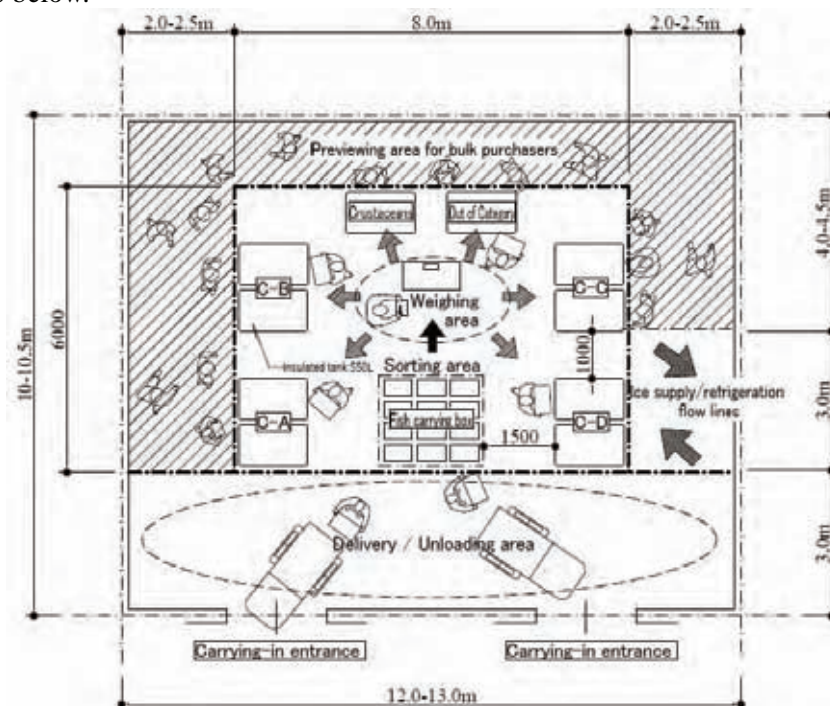 s below.
2.0-2.5m
8.0m
2.0-2.5m
Previewing area for bulk purchasers
Crustaceans
Out of Category
4.0-4.5m
C-B
C-C
Weighing
area
10-10.5m
6000
Insulated tank 550L
Sorting area
1000
Ice supply/refrigeration
flow lines
3.0m
C-A
Fish carrying box
C-D
1500
Delivery / Unloading area
3.0m
Carrying-in entrance
Carrying-in entrance
12.0-13.0m